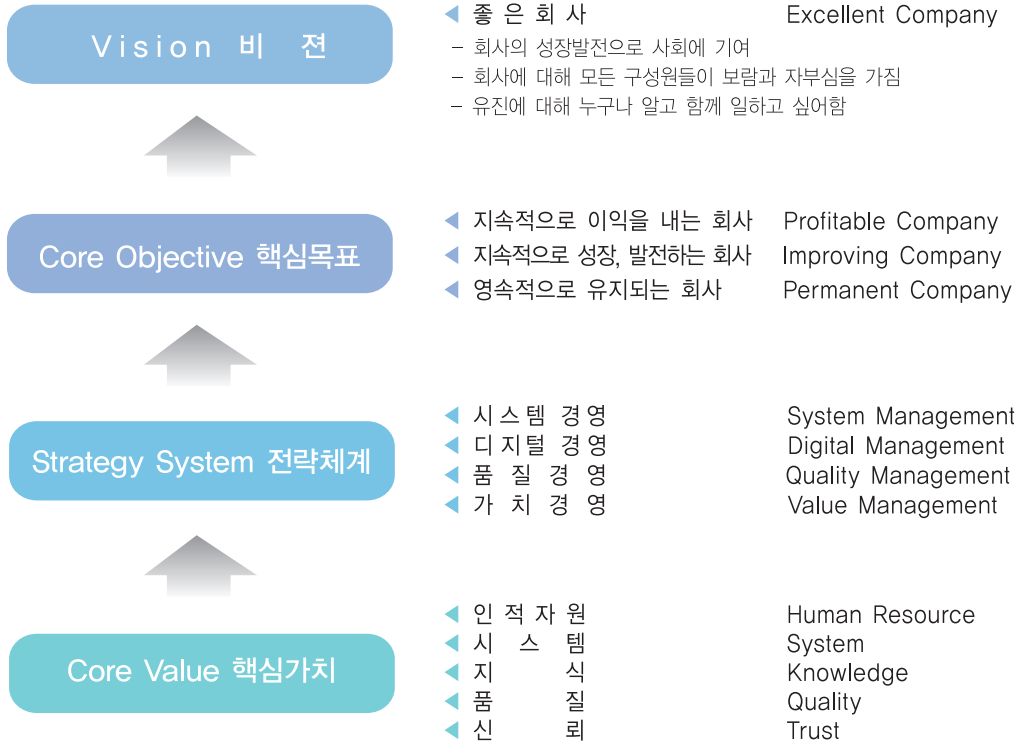 Vision 비 젼
좋은회사 Excellent Company
- 회사의 성장발전으로 사회에 기여
- 회사에 대해 모든 구성원들이 보람과 자부심을 가짐
- 유진에 대해 누구나 알고 함께 일하고 싶어함
Core Objective 핵심목표
지속적으로 이익을 내는 회사 Profitable Company
지속적으로 성장, 발전하는 회사 Improving Company
영속적으로 유지되는 회사 Permanent Company
Strategy System 전략체계
시스템 경영 System Management
디지털 경영 Digital Management
품질경영 Quality Management
가치경영 Value Management
Core Value 핵심가치
인적자원 Human Resource
시스템 System
지식 Knowledge
품질 Quality
신뢰 Trust